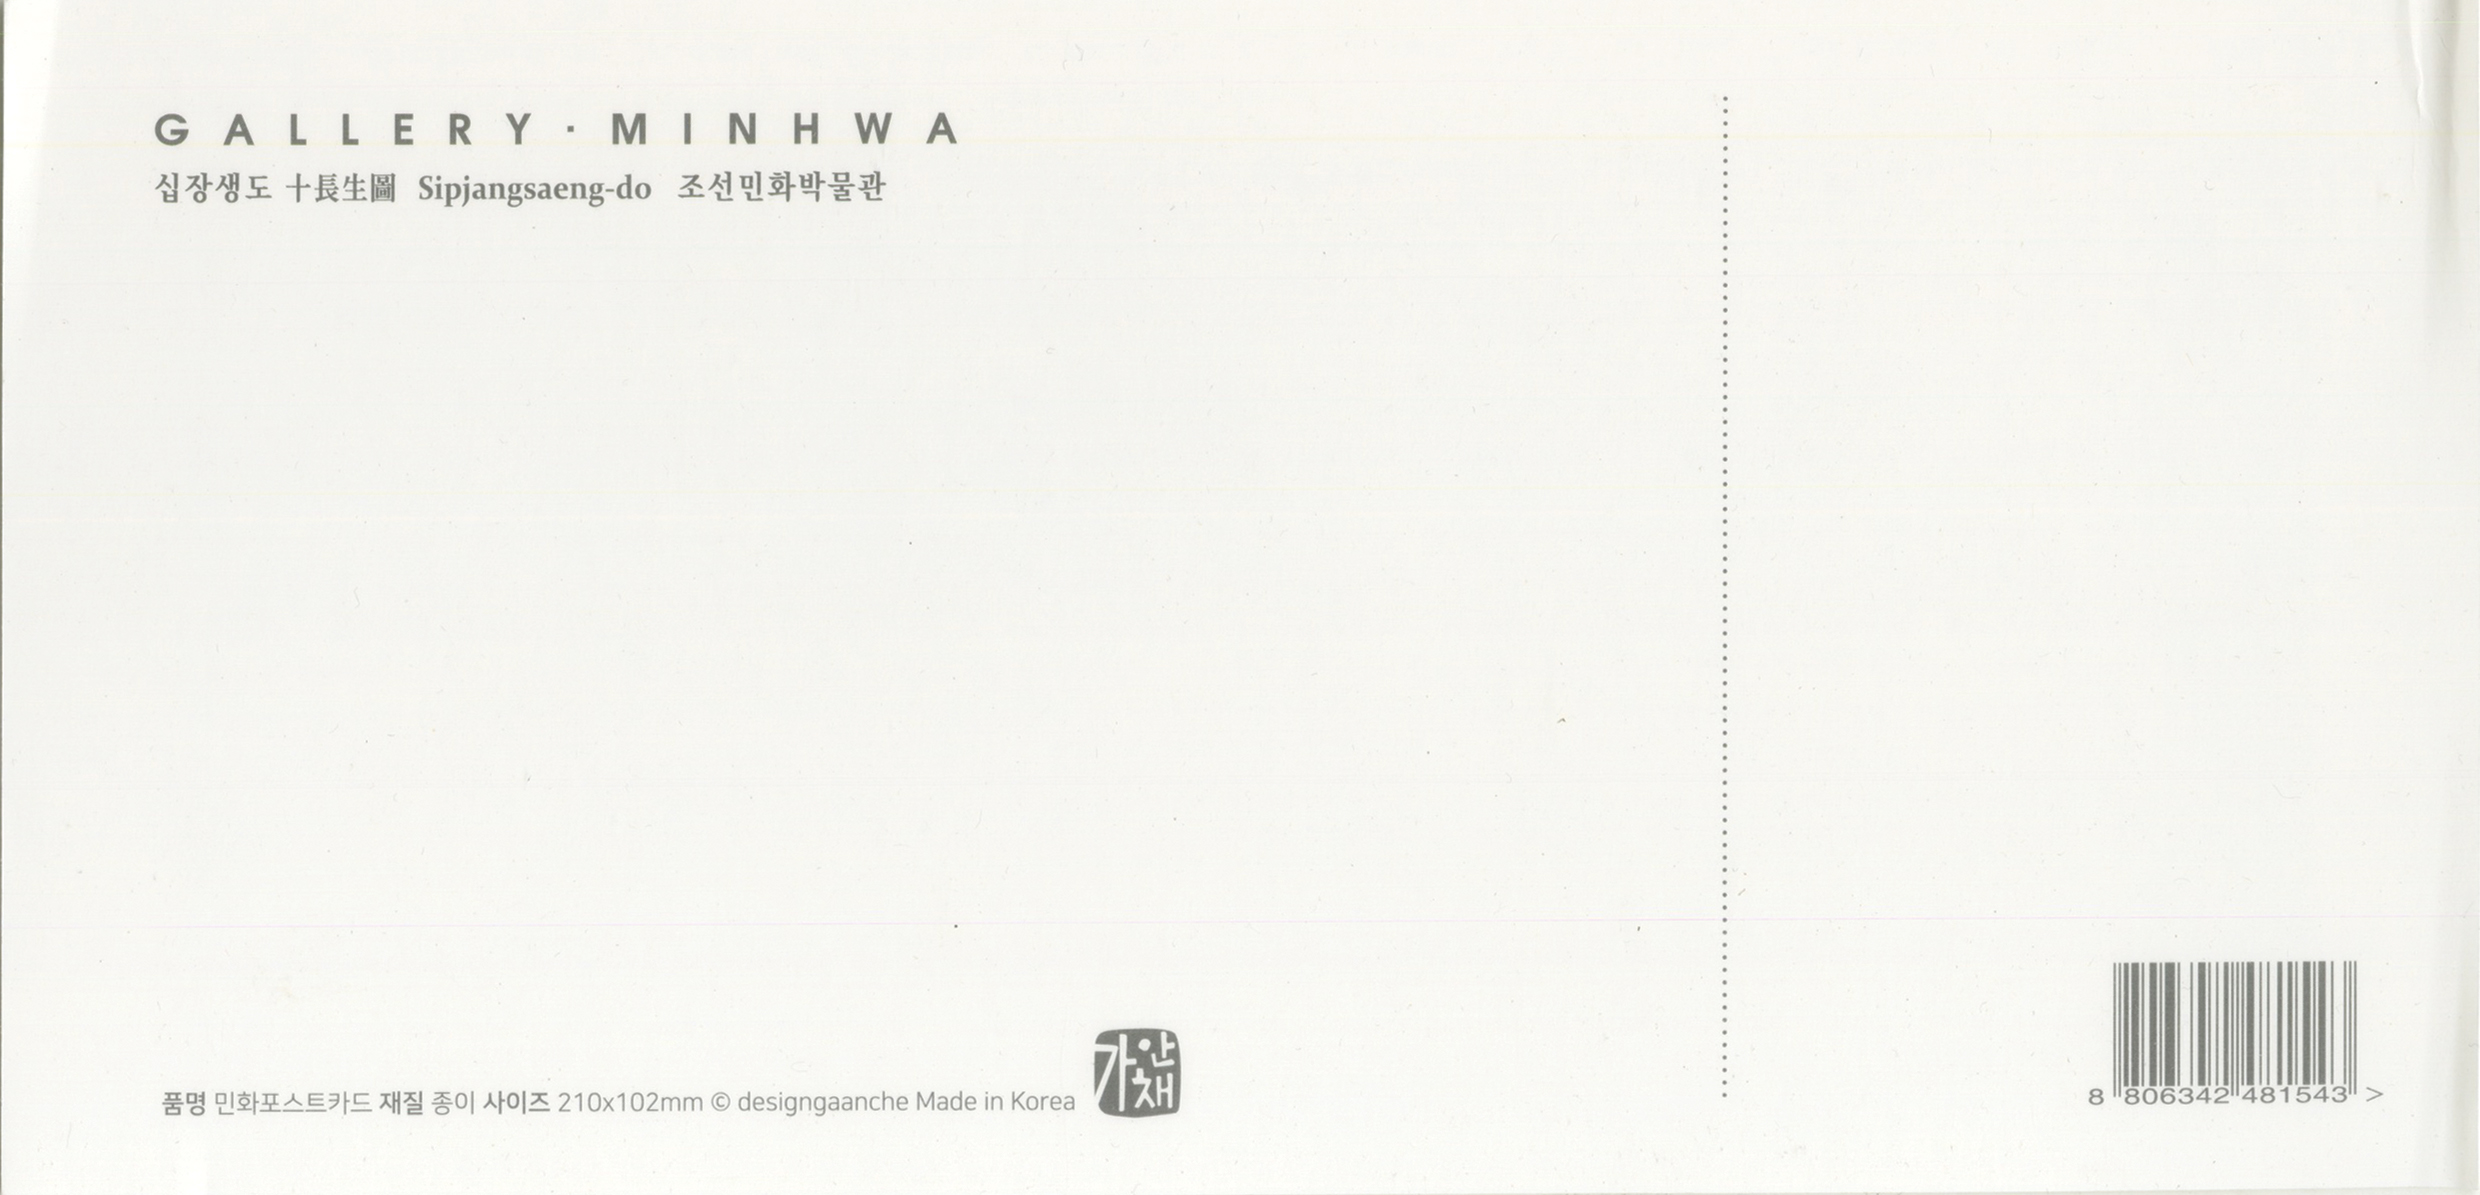 GALLERY·MINHWA
십장생도 十長生圖 Sipjangsaeng-do 조선민화박물관
품명 민화포스트카드 재질 종이 사이즈 210x102mm © designgaanche Made in Korea
가안채
8 806342 481543 >